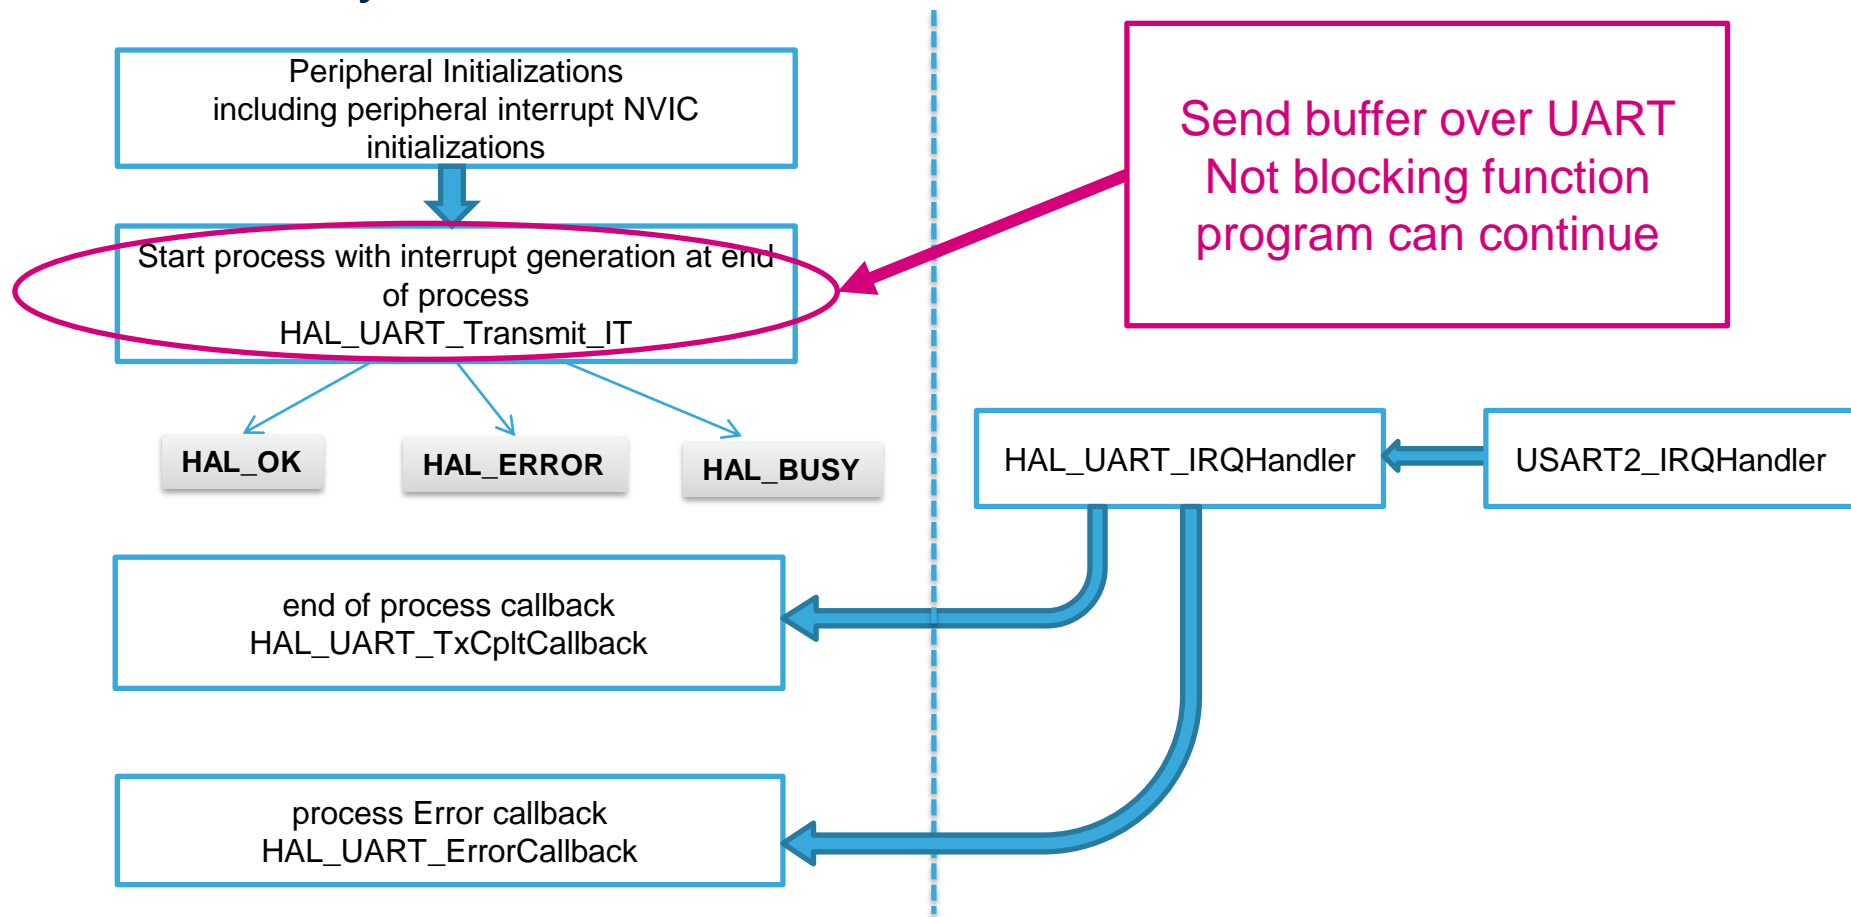 Peripheral Initializations
including peripheral interrupt NVIC
initializations
Send buffer over UART
Not blocking function
program can continue
Start process with interrupt generation at end
of process
HAL_UART_Transmit_IT
HAL_OK
HAL_ERROR
HAL_BUSY
HAL_UART_IRQHandler
USART2_IRQHandler
end of process callback
HAL_UART_TxCpltCallback
process Error callback
HAL_UART_ErrorCallback